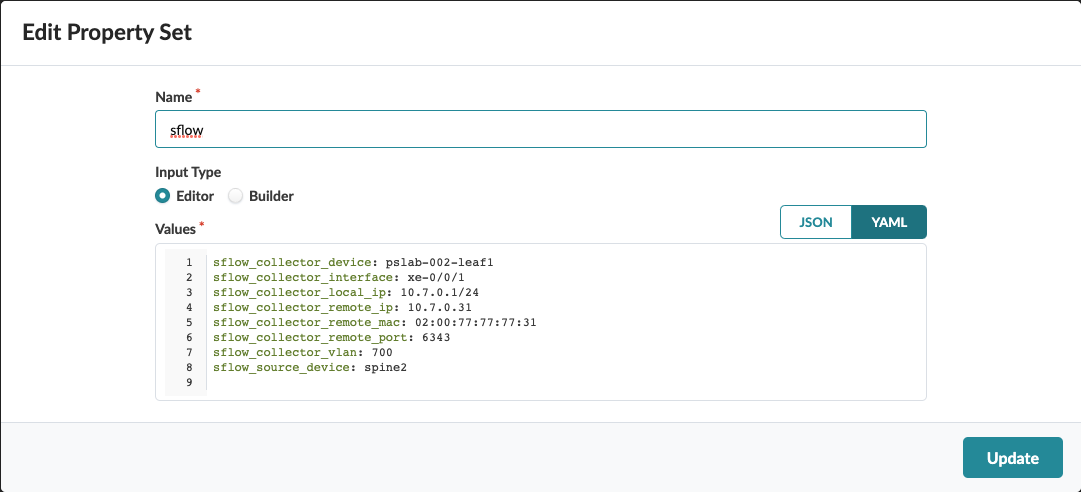 Edit Property Set
Name *
sflow
Input Type
Editor Builder
Values *
JSON YAML
1 sflow_collector_device: pslab-002-leaf1
2 sflow_collector_interface: xe-0/0/1
3 sflow_collector_local_ip: 10.7.0.1/24
4 sflow_collector_remote_ip: 10.7.0.31
5 sflow_collector_remote_mac: 02:00:77:77:77:31
6 sflow_collector_remote_port: 6343
7 sflow_collector_vlan: 700
8 sflow_source_device: spine2
9
Update